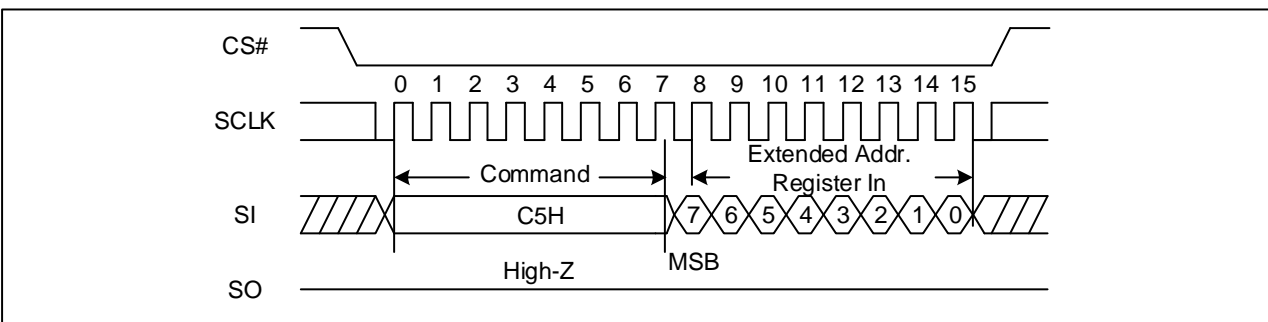 CS#
0 1 2 3 4 5 6 7 8 9 10 11 12 13 14 15
SCLK
Extended Addr.
Command
Register In
SI
C5H
7 6 5 4 3 2 1 0
MSB
High-Z
SO